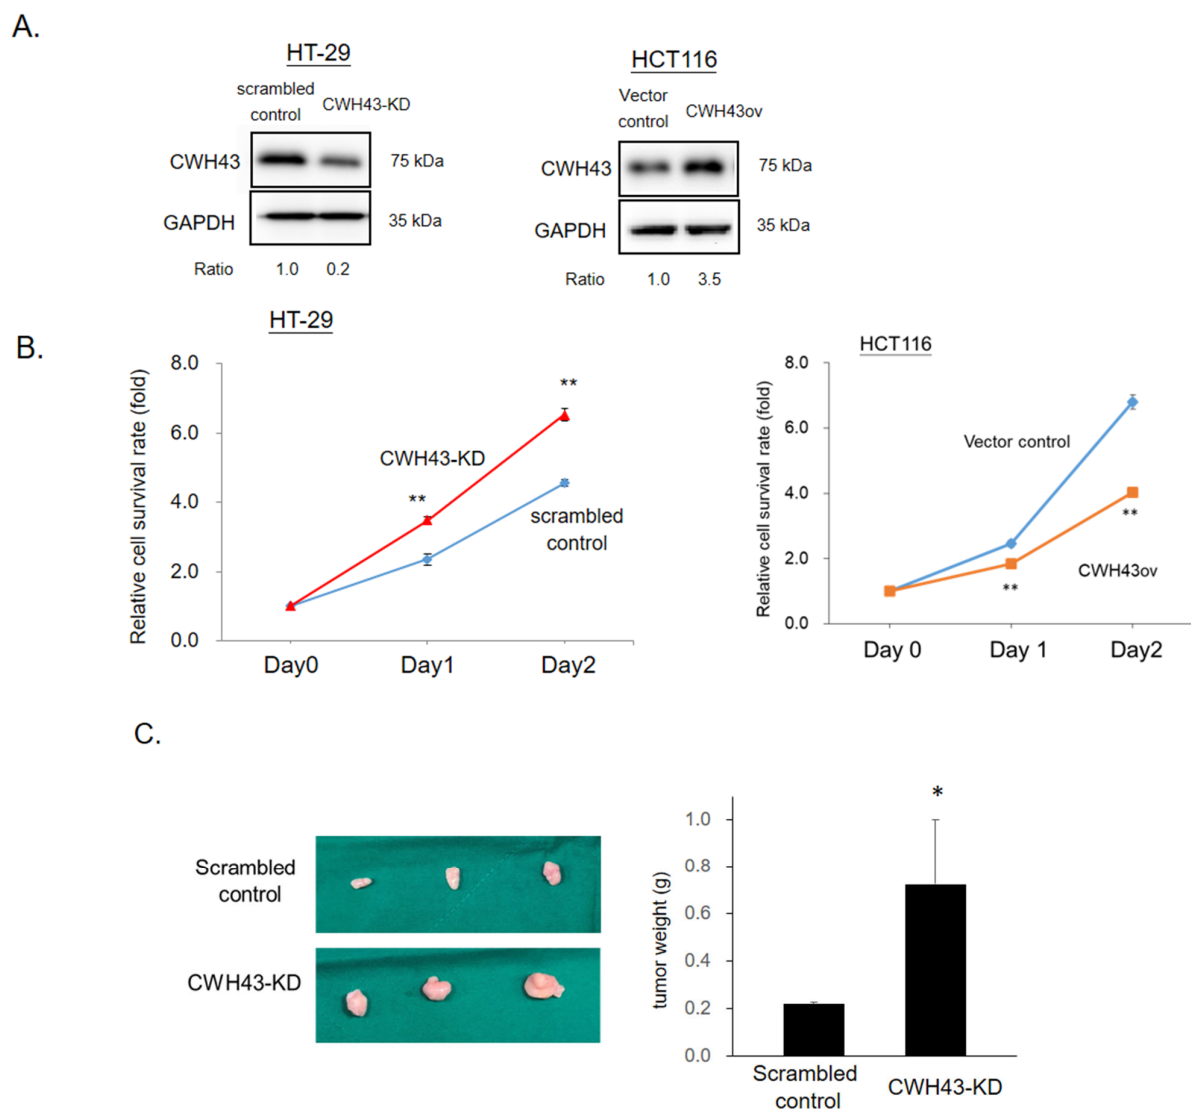 A.
HT-29
scrambled
control
CWH43-KD
CWH43
75 kDa
GAPDH
35 kDa
Ratio
1.0
0.2
HCT116
Vector
control
CWH43ov
CWH43
75 kDa
GAPDH
35 kDa
Ratio
1.0
3.5
B.
HT-29
Relative cell survival rate (fold)
8.0
6.0
4.0
2.0
0.0
**
CWH43-KD
**
scrambled
control
Day0
Day1
Day2
HCT116
Relative cell survival rate (fold)
8.0
6.0
4.0
2.0
0.0
Vector control
**
CWH43ov
**
Day 0
Day 1
Day2
C.
Scrambled
control
CWH43-KD
tumor weight (g)
1.0
0.8
0.6
0.4
0.2
0.0
*
Scrambled
control
CWH43-KD